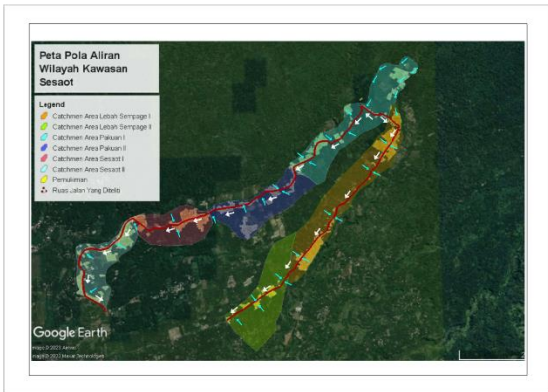 Peta Pola Aliran
Wilayah Kawasan
Sesaot
Legend
Catchmen Area Lebah Sempage I
Catchmen Area Lebah Sempage II
Catchmen Area Pakuan I
Catchmen Area Pakuan II
Catchmen Area Sesaot I
Catchmen Area Sesaot II
Pemukiman
Ruas Jalan Yang Diteliti
Google Earth